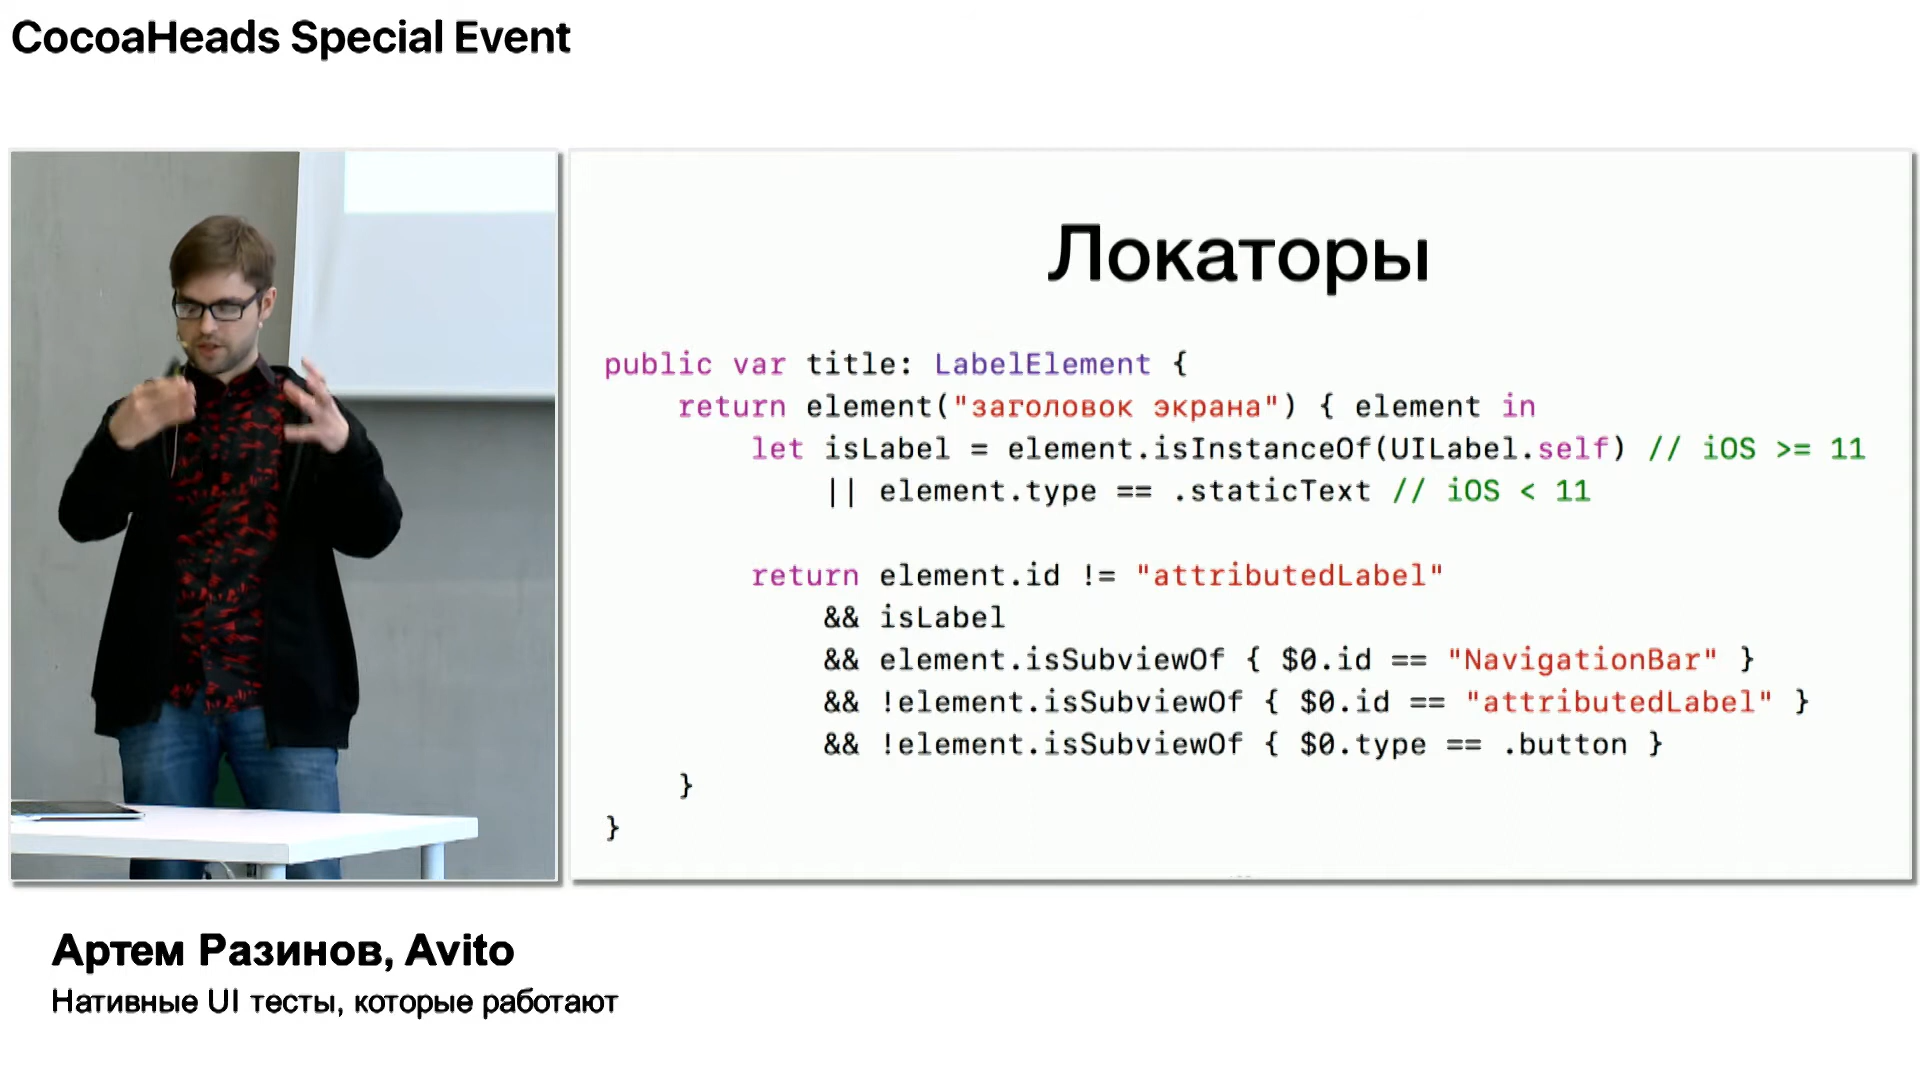 CocoaHeads Special Event
Локаторы
public var title: LabelElement {
return element("заголовок экрана") { element in
let isLabel = element.isInstanceOf(UILabel.self) // iOS >= 11
|| element.type == .staticText // iOS < 11
return element.id != "attributedLabel"
&& isLabel
&& element.isSubviewOf { $0.id == "NavigationBar" }
&& !element.isSubviewOf { $0.id == "attributedLabel" }
&& !element.isSubviewOf { $0.type == .button }
}
}
Артем Разинов, Avito
Нативные UI тесты, которые работают